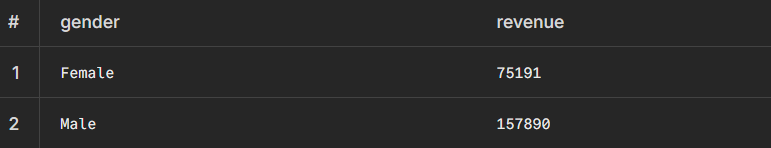 # gender revenue
1 Female 75191
2 Male 157890